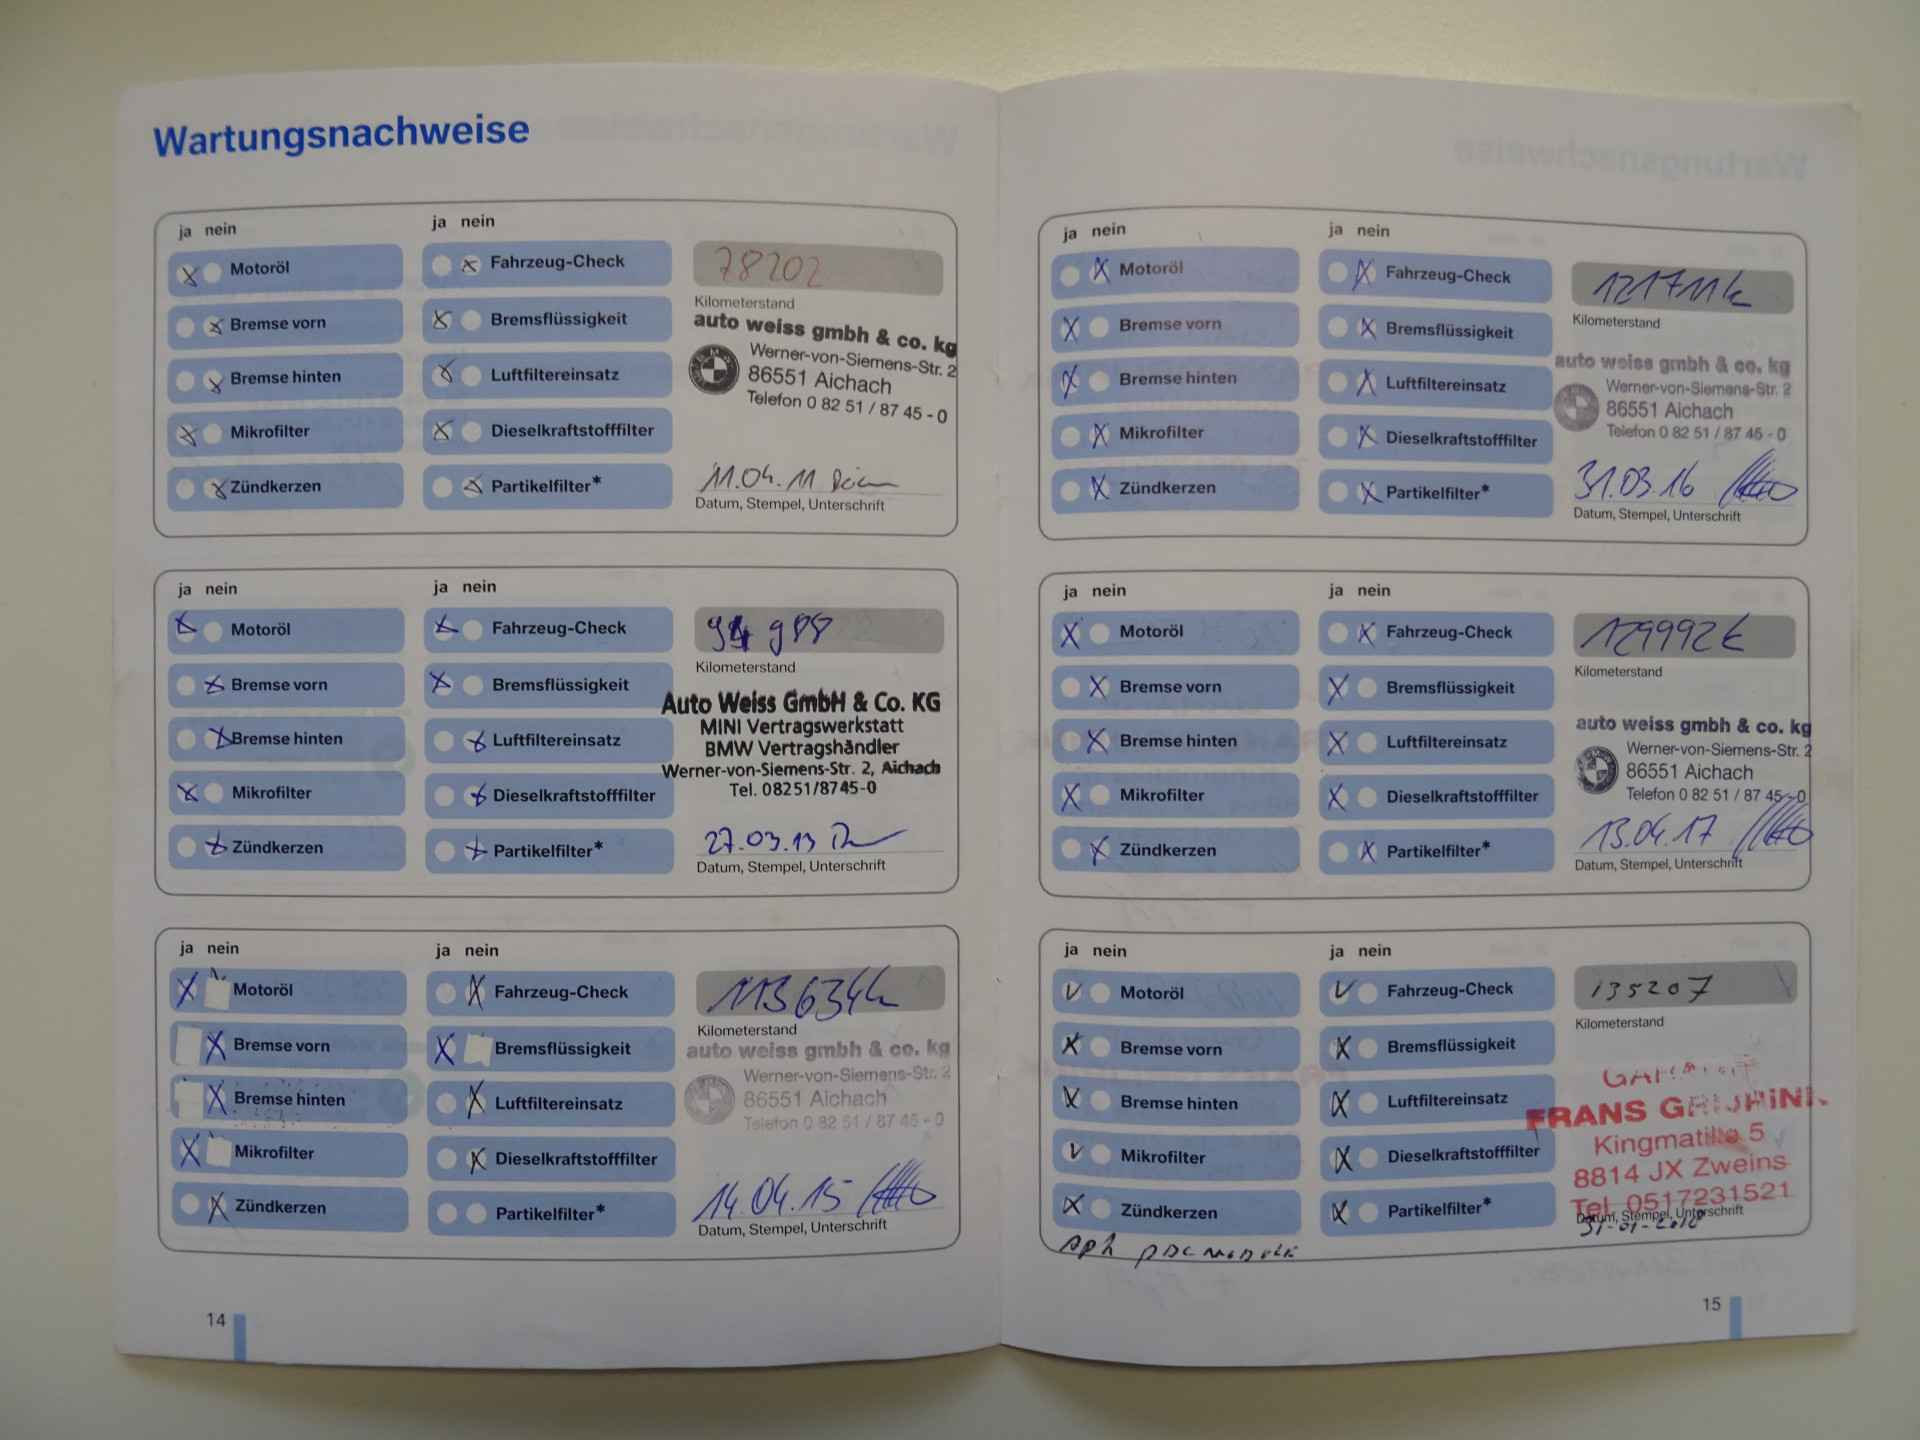 Wartungsnachweise
ja nein
ja nein
Motoröl
Fahrzeug-Check
78202
Bremse vorn
Bremsflüssigkeit
Kilometerstand
Bremse hinten
Luftfiltereinsatz
auto weiss gmbh & co. kg
Werner-von-Siemens-Str. 2
86551 Aichach
Telefon 0 82 51 / 87 45 - 0
Mikrofilter
Dieselkraftstofffilter
Zündkerzen
Partikelfilter*
11.04.11
Datum, Stempel, Unterschrift
ja nein
ja nein
Motoröl
Fahrzeug-Check
94 988
Bremse vorn
Bremsflüssigkeit
Kilometerstand
Bremse hinten
Luftfiltereinsatz
Auto Weiss GmbH & Co. KG
MINI Vertragswerkstatt
BMW Vertragshändler
Werner-von-Siemens-Str. 2, Aichach
Tel. 08251/8745-0
Mikrofilter
Dieselkraftstofffilter
Zündkerzen
Partikelfilter*
27.03.13
Datum, Stempel, Unterschrift
ja nein
ja nein
Motoröl
Fahrzeug-Check
113634k
Bremse vorn
Bremsflüssigkeit
Kilometerstand
Bremse hinten
Luftfiltereinsatz
auto weiss gmbh & co. kg
Werner-von-Siemens-Str. 2
86551 Aichach
Telefon 0 82 51 / 87 45 - 0
Mikrofilter
Dieselkraftstofffilter
Zündkerzen
Partikelfilter*
14.04.15
Datum, Stempel, Unterschrift
14
ja nein
ja nein
Motoröl
Fahrzeug-Check
121711k
Bremse vorn
Bremsflüssigkeit
Kilometerstand
Bremse hinten
Luftfiltereinsatz
auto weiss gmbh & co. kg
Werner-von-Siemens-Str. 2
86551 Aichach
Telefon 0 82 51 / 87 45 - 0
Mikrofilter
Dieselkraftstofffilter
Zündkerzen
Partikelfilter*
31.03.16
Datum, Stempel, Unterschrift
ja nein
ja nein
Motoröl
Fahrzeug-Check
129992k
Bremse vorn
Bremsflüssigkeit
Kilometerstand
Bremse hinten
Luftfiltereinsatz
auto weiss gmbh & co. kg
Werner-von-Siemens-Str. 2
86551 Aichach
Telefon 0 82 51 / 87 45 - 0
Mikrofilter
Dieselkraftstofffilter
Zündkerzen
Partikelfilter*
13.04.17
Datum, Stempel, Unterschrift
ja nein
ja nein
Motoröl
Fahrzeug-Check
135207
Bremse vorn
Bremsflüssigkeit
Kilometerstand
Bremse hinten
Luftfiltereinsatz
FRANS
Kingmatille 5
8814 JX Zweins
Tel. 0517231521
Mikrofilter
Dieselkraftstofffilter
Zündkerzen
Partikelfilter*
Datum, Stempel, Unterschrift
31-01-2018
15